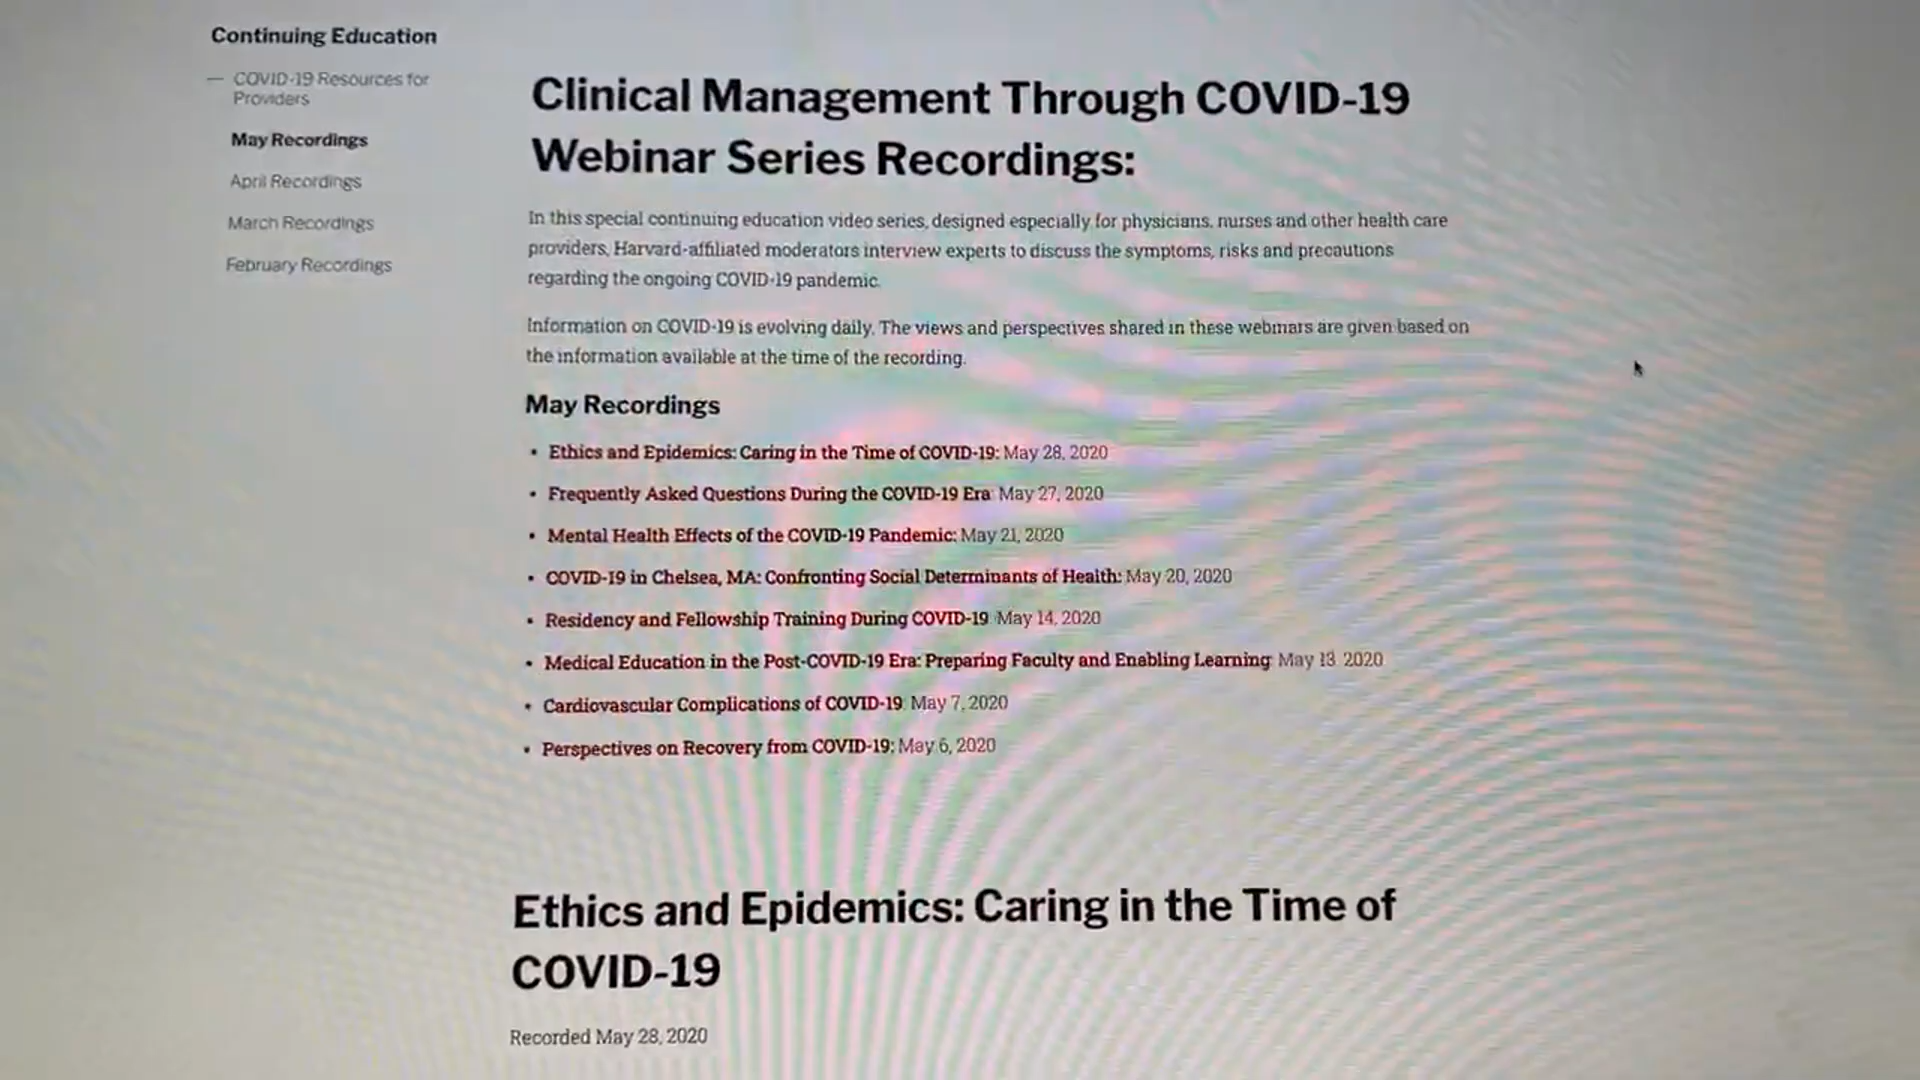 Continuing Education
— COVID-19 Resources for
Providers
May Recordings
April Recordings
March Recordings
February Recordings
Clinical Management Through COVID-19
Webinar Series Recordings:
In this special continuing education video series, designed especially for physicians, nurses and other health care
providers, Harvard-affiliated moderators interview experts to discuss the symptoms, risks and precautions
regarding the ongoing COVID-19 pandemic.
Information on COVID-19 is evolving daily. The views and perspectives shared in these webinars are given based on
the information available at the time of the recording.
May Recordings
• Ethics and Epidemics: Caring in the Time of COVID-19: May 28, 2020
• Frequently Asked Questions During the COVID-19 Era: May 27, 2020
• Mental Health Effects of the COVID-19 Pandemic: May 21, 2020
• COVID-19 in Chelsea, MA: Confronting Social Determinants of Health: May 20, 2020
• Residency and Fellowship Training During COVID-19: May 14, 2020
• Medical Education in the Post-COVID-19 Era: Preparing Faculty and Enabling Learning: May 13, 2020
• Cardiovascular Complications of COVID-19: May 7, 2020
• Perspectives on Recovery from COVID-19: May 6, 2020
Ethics and Epidemics: Caring in the Time of
COVID-19
Recorded May 28, 2020